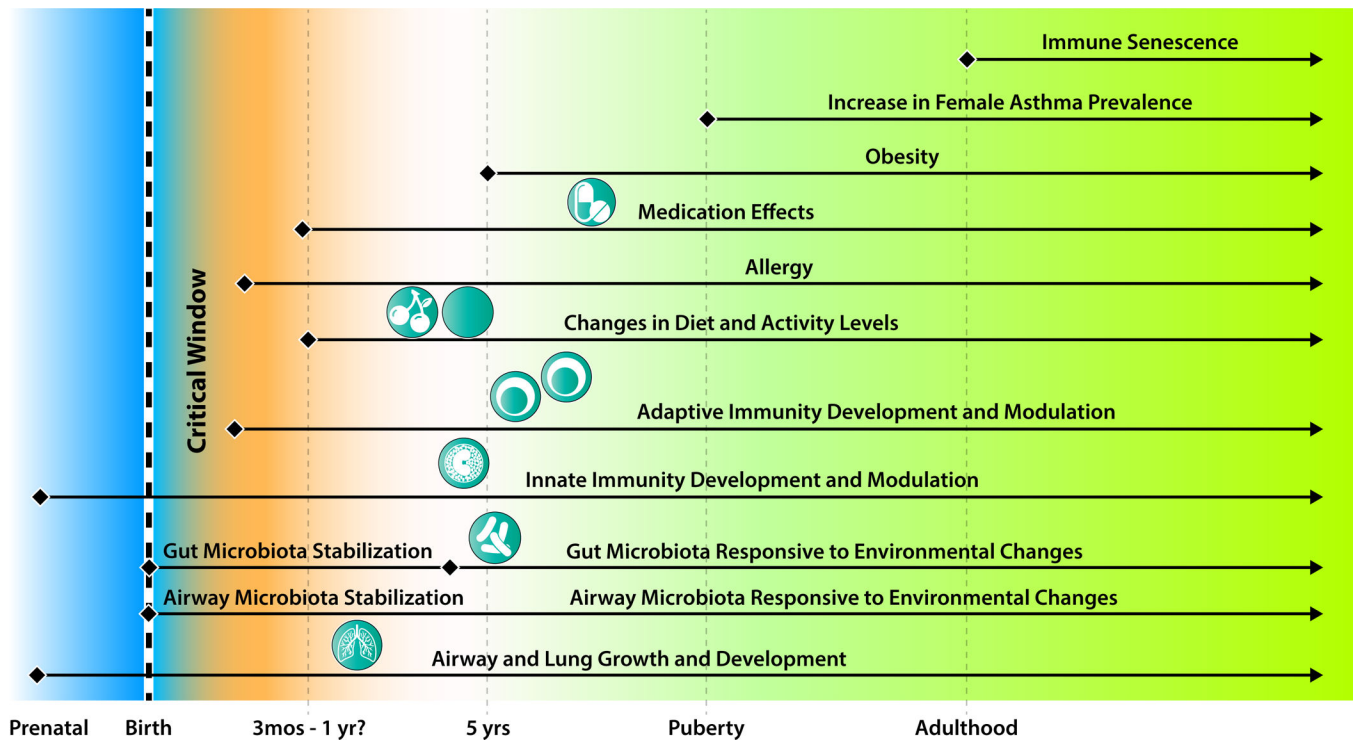 Immune Senescence
Increase in Female Asthma Prevalence
Obesity
Medication Effects
Allergy
Changes in Diet and Activity Levels
Critical Window
Adaptive Immunity Development and Modulation
Innate Immunity Development and Modulation
Gut Microbiota Stabilization Gut Microbiota Responsive to Environmental Changes
Airway Microbiota Stabilization Airway Microbiota Responsive to Environmental Changes
Airway and Lung Growth and Development
Prenatal Birth 3mos - 1 yr? 5 yrs Puberty Adulthood